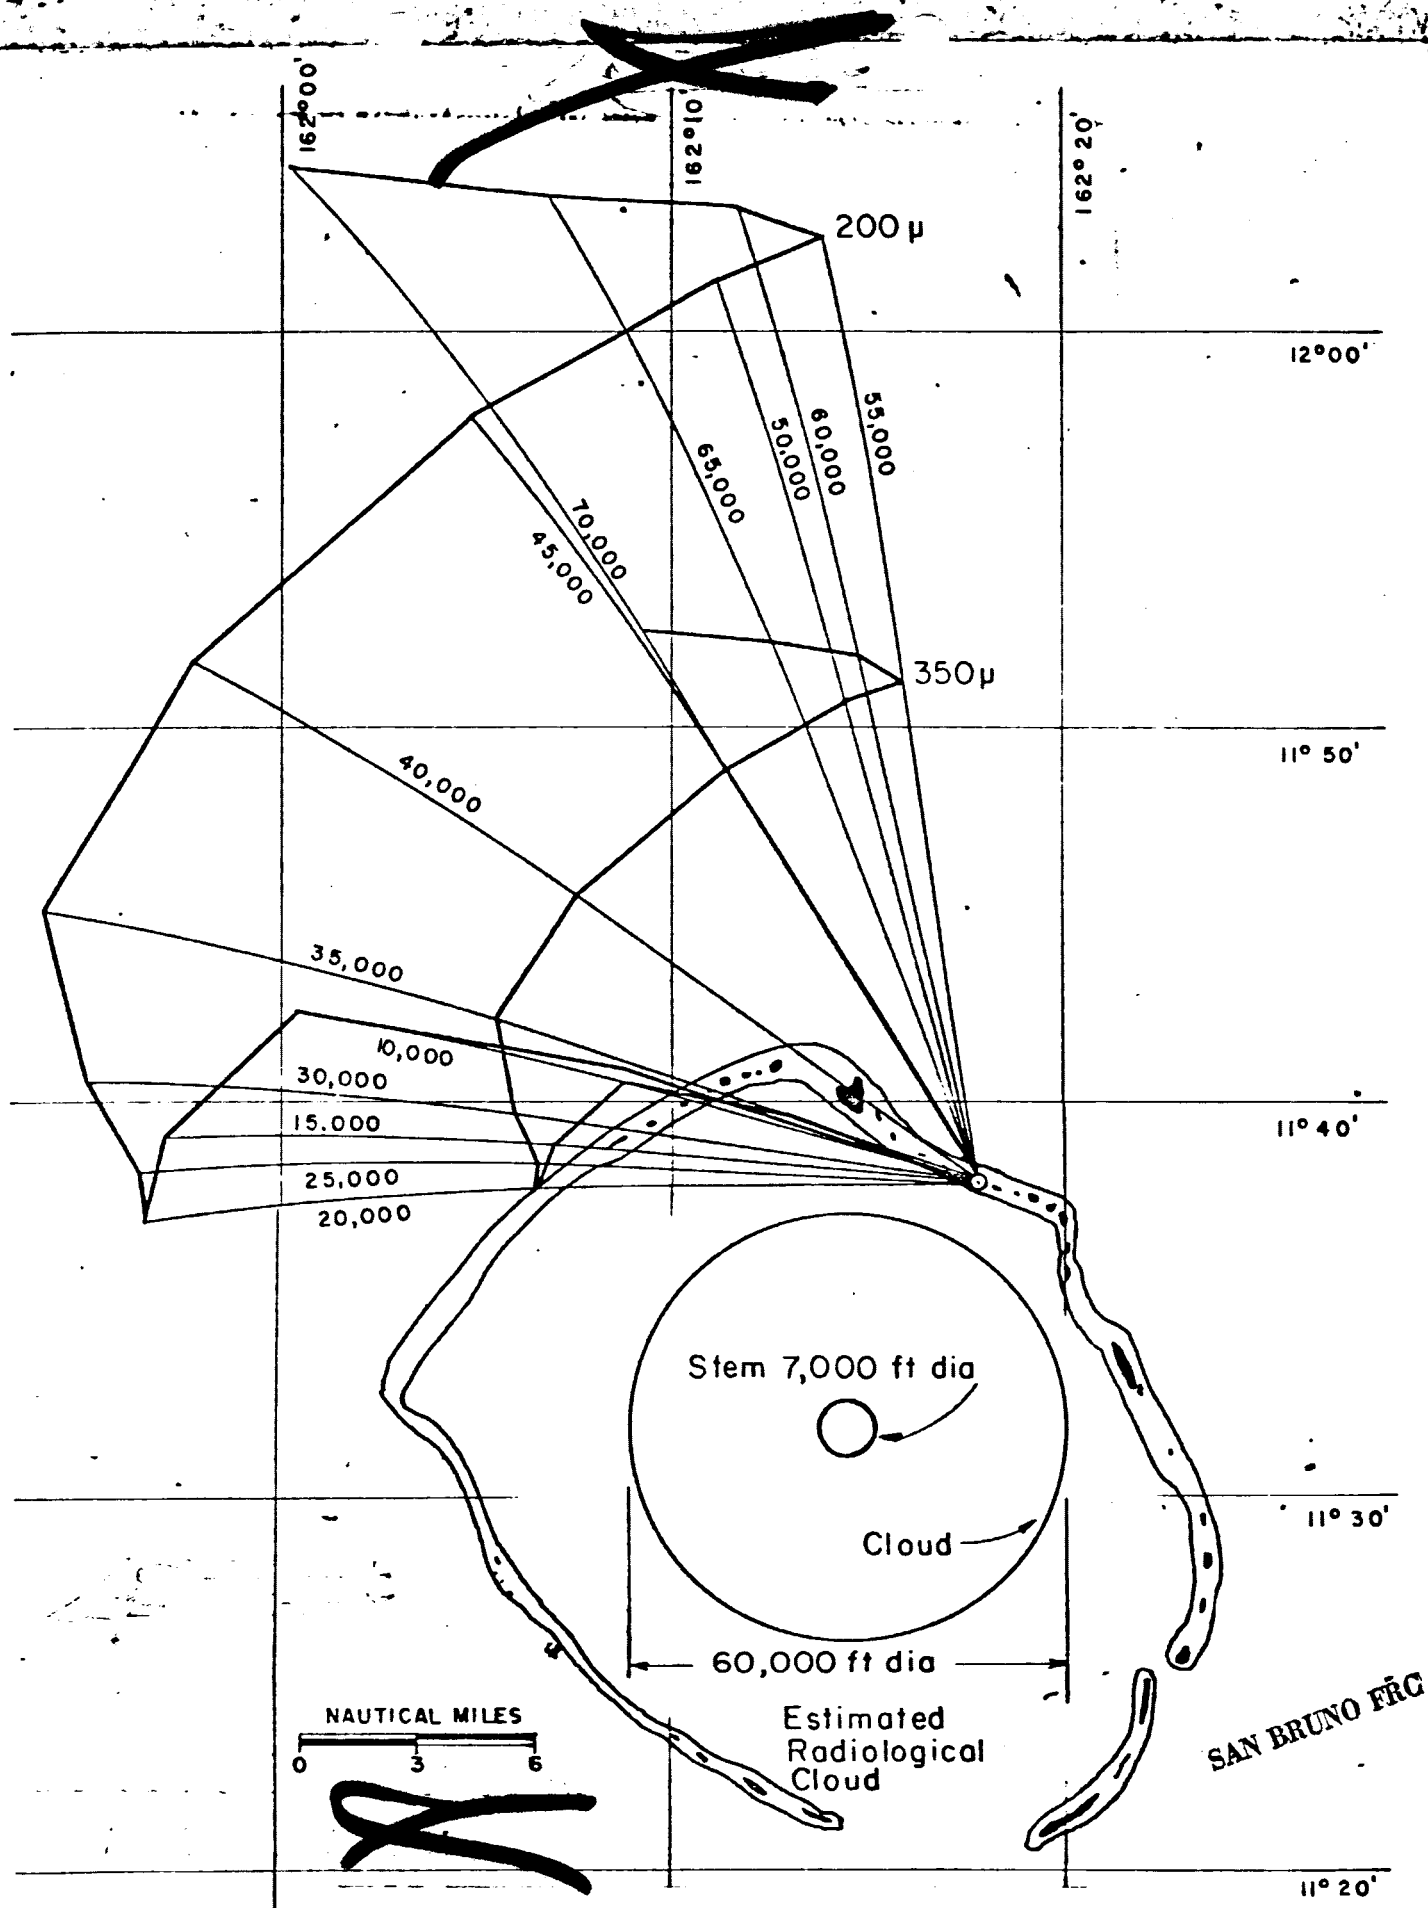 162°00'
162°10
162°20'
200 μ
12°00'
55,000
60,000
50,000
65,000
70,000
45,000
350 μ
11° 50'
40,000
35,000
10,000
30,000
15.000
25,000
20,000
11° 40'
Stem 7,000 ft dia
Cloud
11° 30'
60,000 ft dia
Estimated
Radiological
Cloud
NAUTICAL MILES
0 3 6
SAN BRUNO FRC
11° 20'